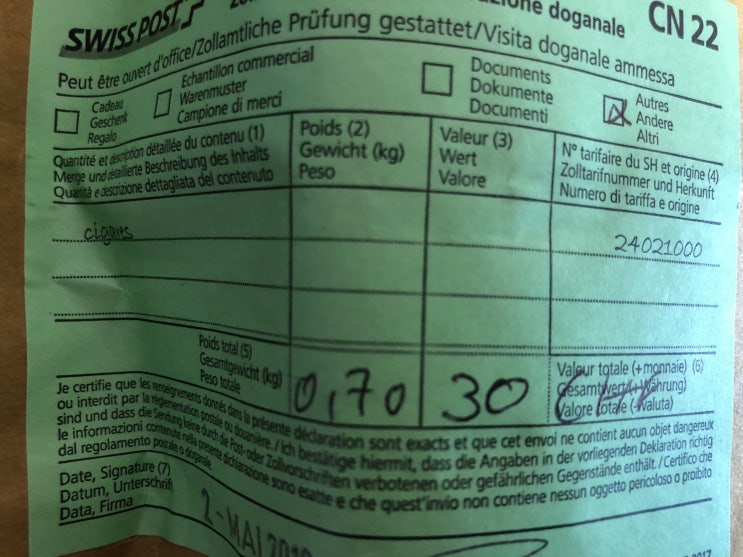 SWISS POST
doganale
CN 22
Peut être ouvert d'office/Zollamtliche Prüfung gestattet/Visita doganale ammessa
Cadeau
Geschenk
Regalo
Echantillon commercial
Warenmuster
Campione di merci
Documents
Dokumente
Documenti
Autres
Andere
Altri
Quantité et description détaillée du contenu (1)
Menge und detaillierte Beschreibung des Inhalts
Quantità e descrizione dettagliata del contenuto
Poids (2)
Gewicht (kg)
Peso
Valeur (3)
Wert
Valore
N° tarifaire du SH et origine (4)
Zolltarifnummer und Herkunft
Numero di tariffa e origine
cigares
24021000
Poids total (5)
Gesamtgewicht (kg)
Peso totale
0,70
30
Valeur totale (+monnaie) (6)
Gesamtwert (+Währung)
Valore totale (+valuta)
Je certifie que les renseignements donnés dans la présente déclaration sont exacts et que cet envoi ne contient aucun objet dangereux
ou interdit par la réglementation postale ou douanière. / Ich bestätige hiermit, dass die Angaben in der vorliegenden Deklaration richtig
sind und dass die Sendung keine durch die Post- oder Zollvorschriften verbotenen oder gefährlichen Gegenstände enthält. / Certifico che
le informazioni contenute nella presente dichiarazione sono esatte e che quest'invio non contiene nessun oggetto pericoloso o proibito
dal regolamento postale o doganale.
Date, Signature (7)
Datum, Unterschrift
Data, Firma
2-MAI